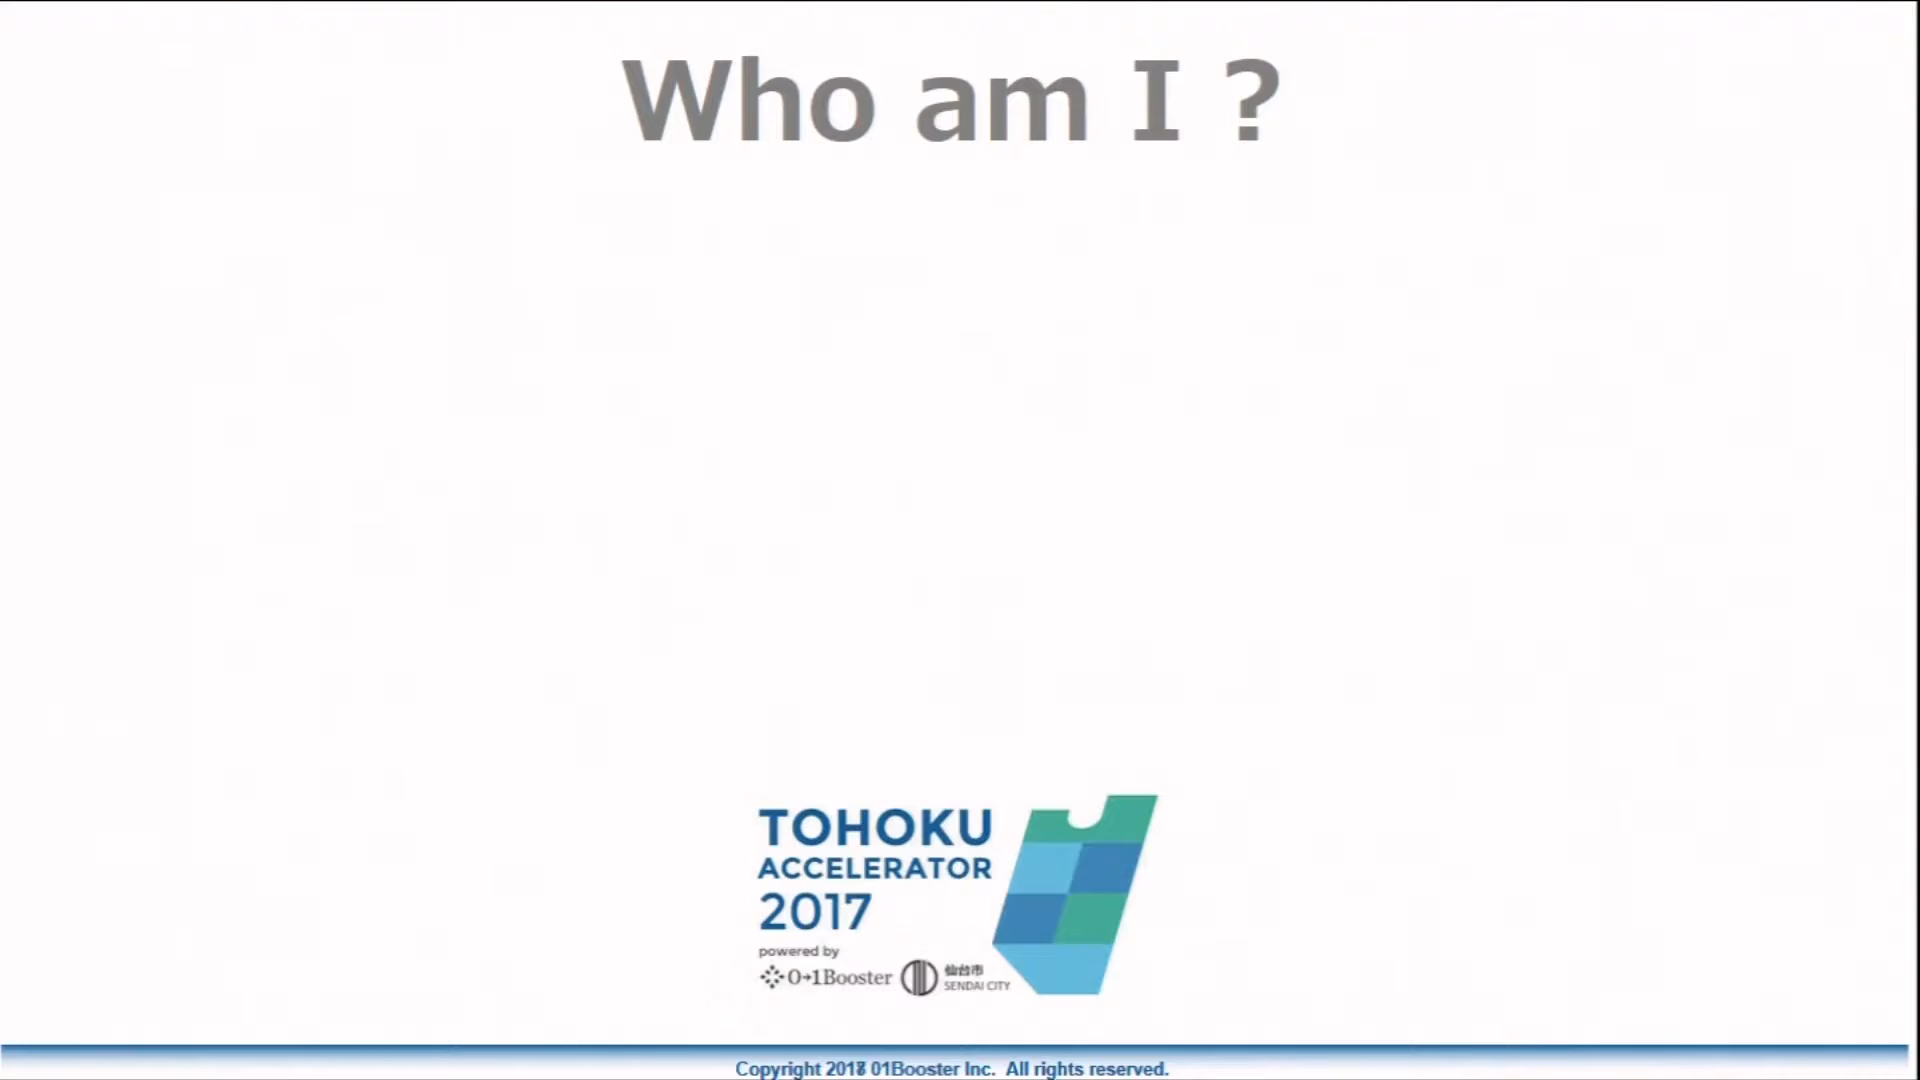 Who am I ?
TOHOKU
ACCELERATOR
2017
powered by
0→1Booster 仙台市 SENDAI CITY
Copyright 01Booster Inc. All rights reserved.